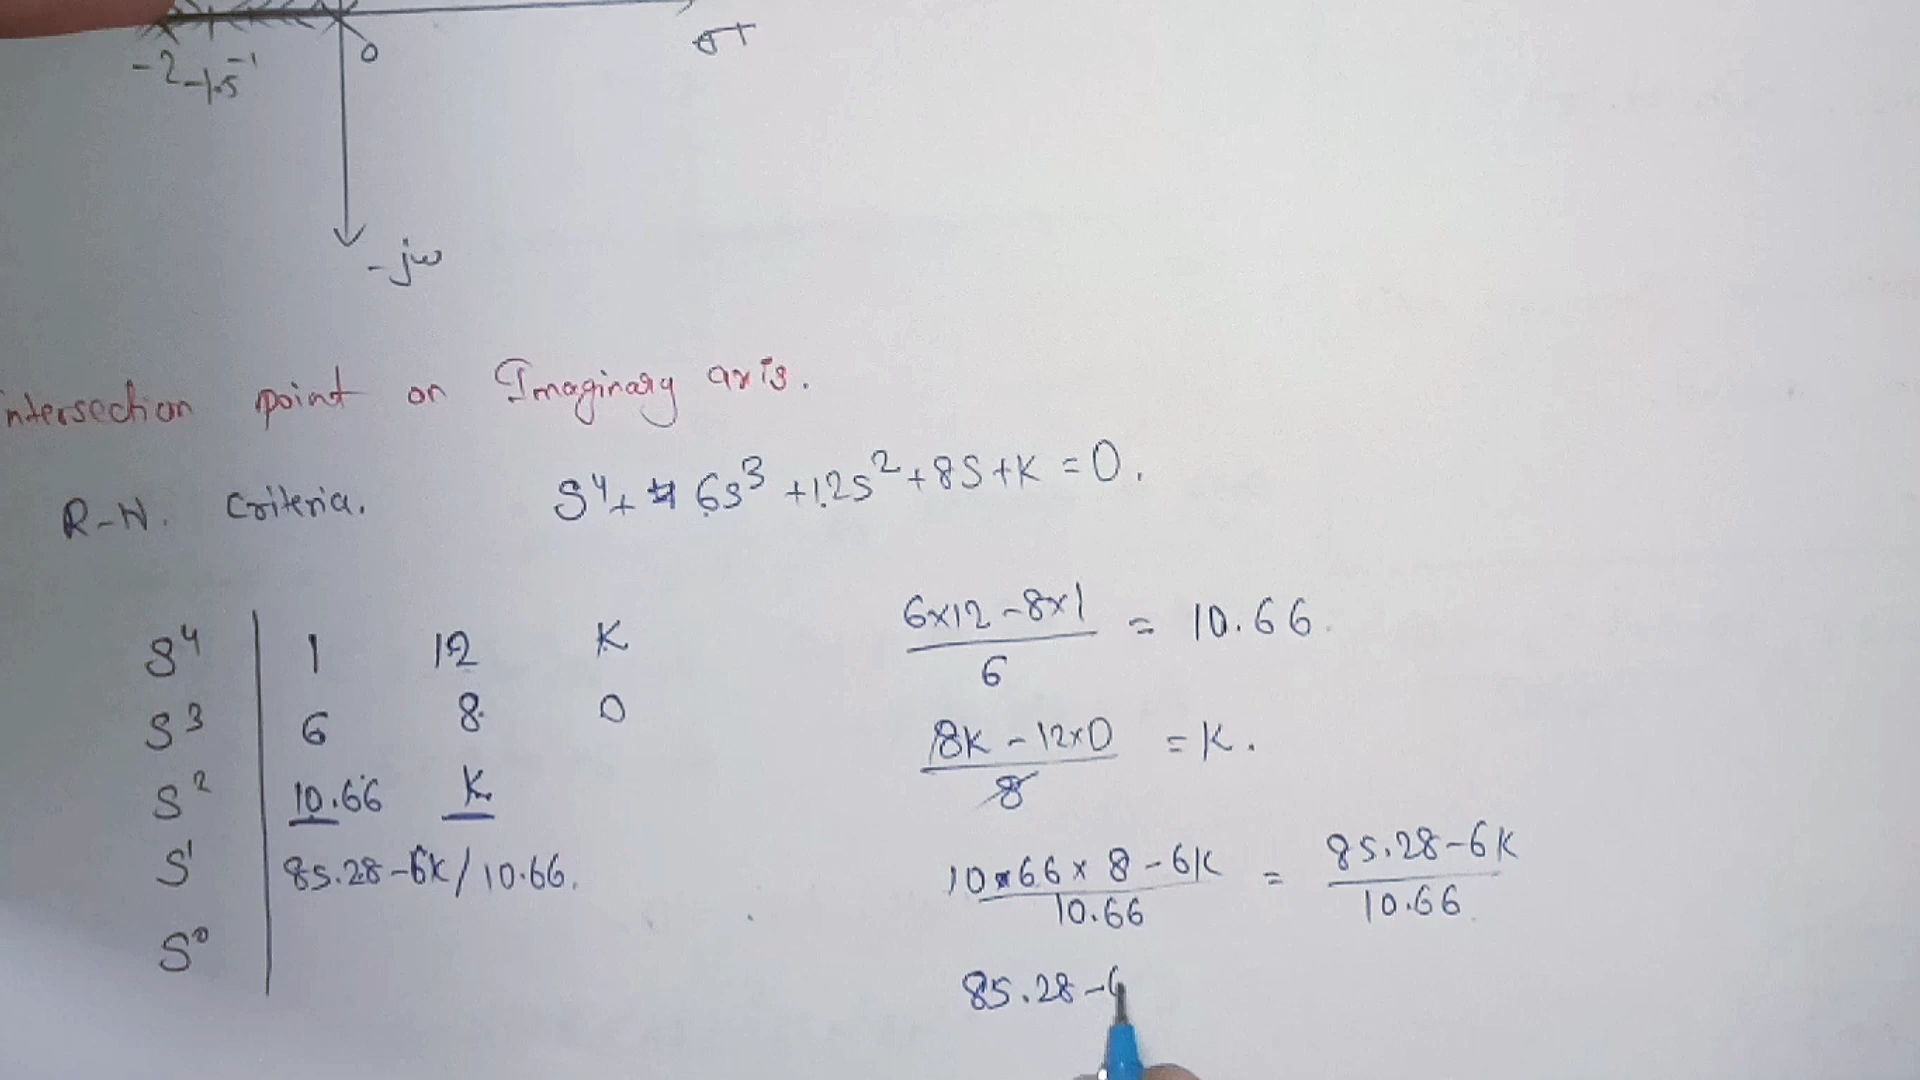 -2 -1.5 -1 0 σ+
-jω
intersection point on Imaginary axis.
R-H. Criteria. S⁴ + 6s³ + 12s² + 8S + K = 0.
S⁴ | 1 12 K
S³ | 6 8 0
S² | 10.66 K
S¹ | 85.28-6K/10.66.
S⁰ |
6×12-8×1 / 6 = 10.66
8K-12×0 / 8 = K.
10.66×8-6K / 10.66 = 85.28-6K / 10.66
85.28-6